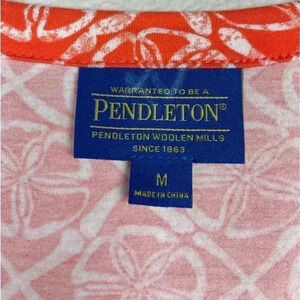 WARRANTED TO BE A
PENDLETON®
PENDLETON WOOLEN MILLS
SINCE 1863
M
MADE IN CHINA